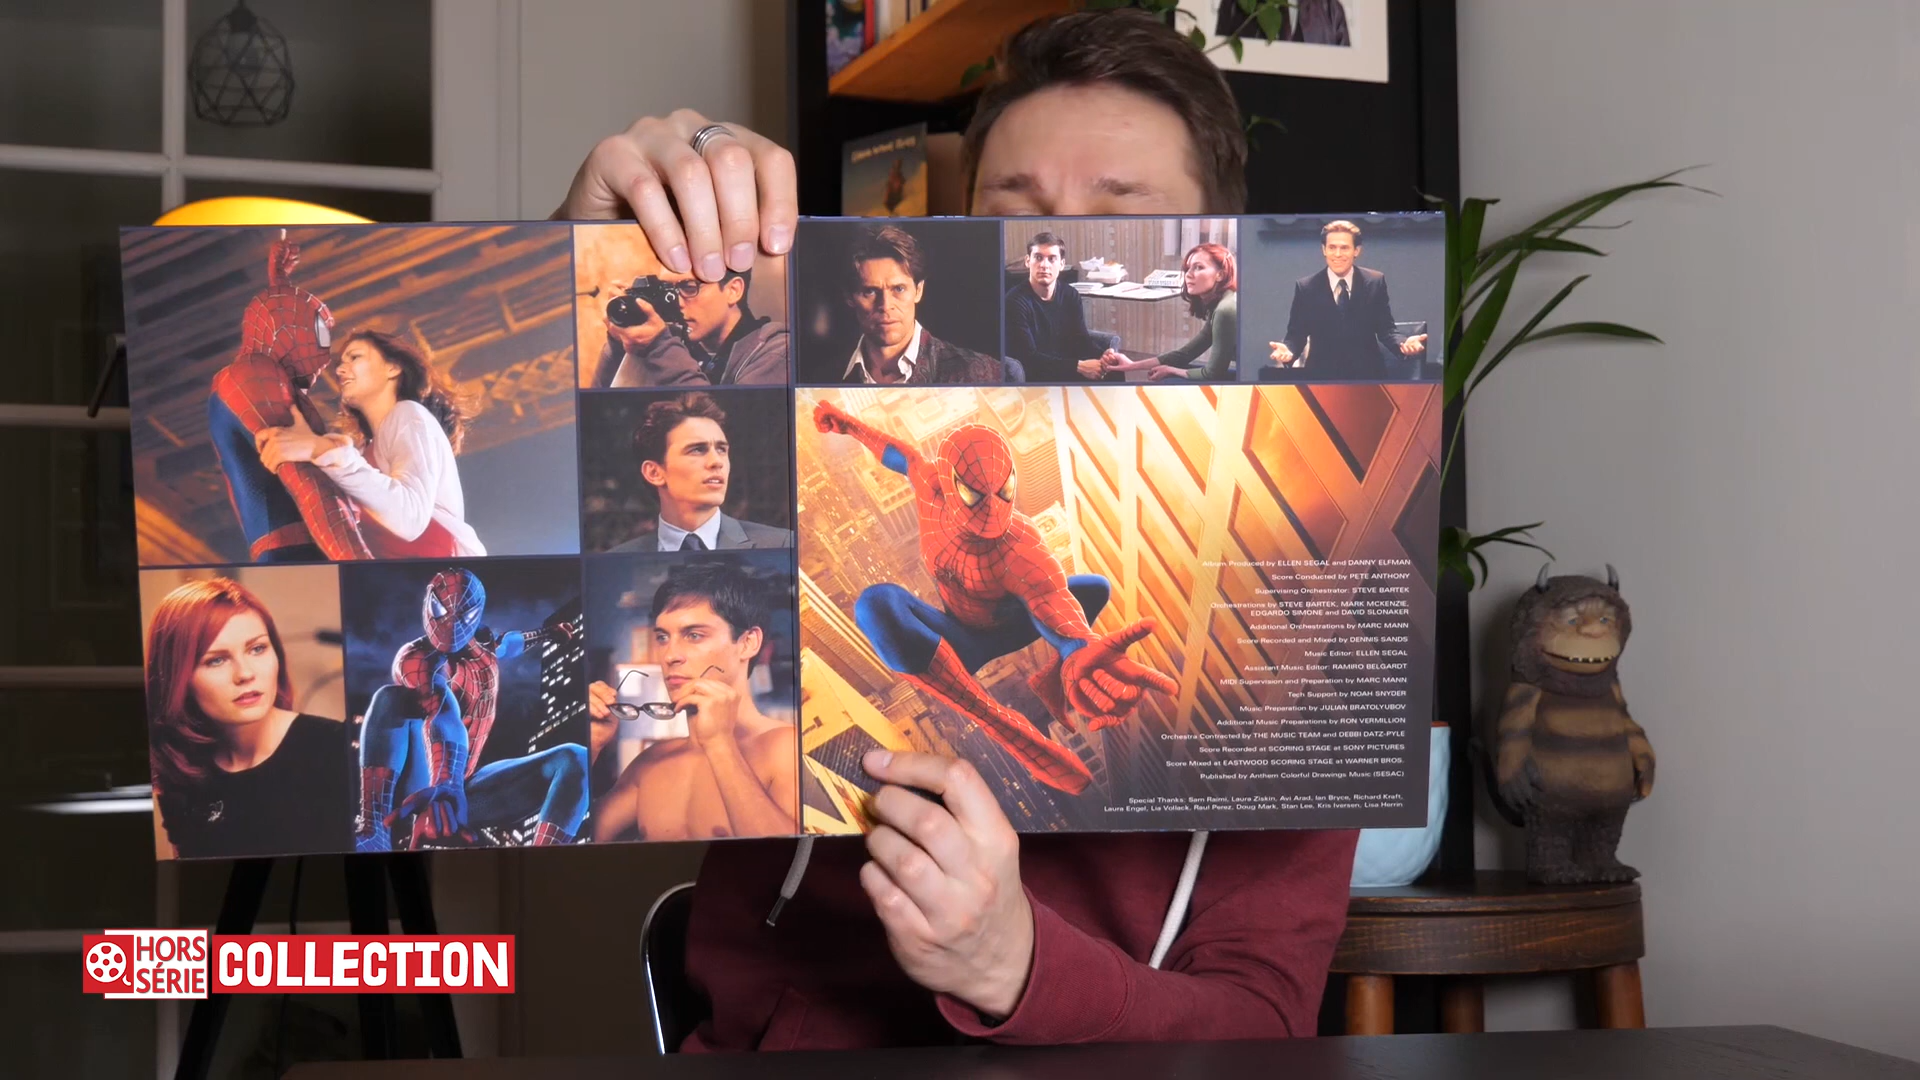 Album Produced by ELLEN SEGAL and DANNY ELFMAN
Score Conducted by PETE ANTHONY
Supervising Orchestrator: STEVE BARTEK
Orchestrations by STEVE BARTEK, MARK MCKENZIE,
EDGARDO SIMONE and DAVID SLONAKER
Additional Orchestrations by MARC MANN
Score Recorded and Mixed by DENNIS SANDS
Music Editor: ELLEN SEGAL
Assistant Music Editor: RAMIRO BELGARDT
MIDI Supervision and Preparation by MARC MANN
Tech Support by NOAH SNYDER
Music Preparation by JULIAN BRATOLYUBOV
Additional Music Preparations by RON VERMILLION
Orchestra Contracted by THE MUSIC TEAM and DEBBI DATZ-PYLE
Score Recorded at SCORING STAGE at SONY PICTURES
Score Mixed at EASTWOOD SCORING STAGE at WARNER BROS.
Published by Anthem Colorful Drawings Music (SESAC)
Special Thanks: Sam Raimi, Laura Ziskin, Avi Arad, Ian Bryce, Richard Kraft,
Laura Engel, Lia Vollack, Raul Perez, Doug Mark, Stan Lee, Kris Iversen, Lisa Herrin
HORS
SÉRIE
COLLECTION